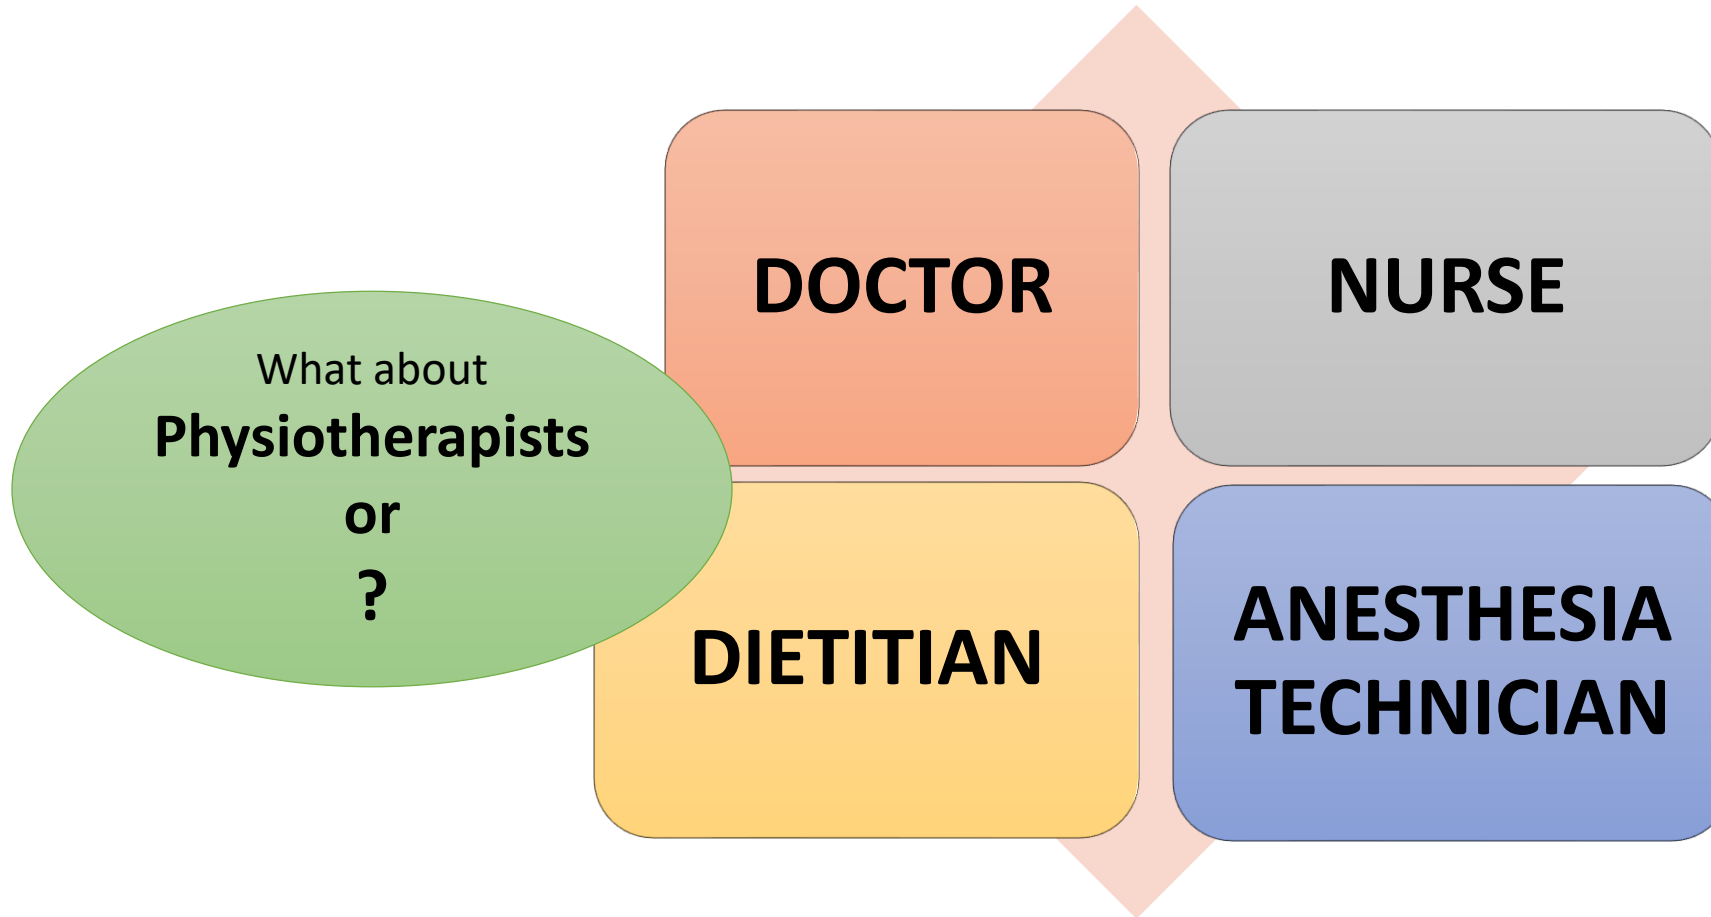 DOCTOR
NURSE
What about
Physiotherapists
or
?
DIETITIAN
ANESTHESIA
TECHNICIAN